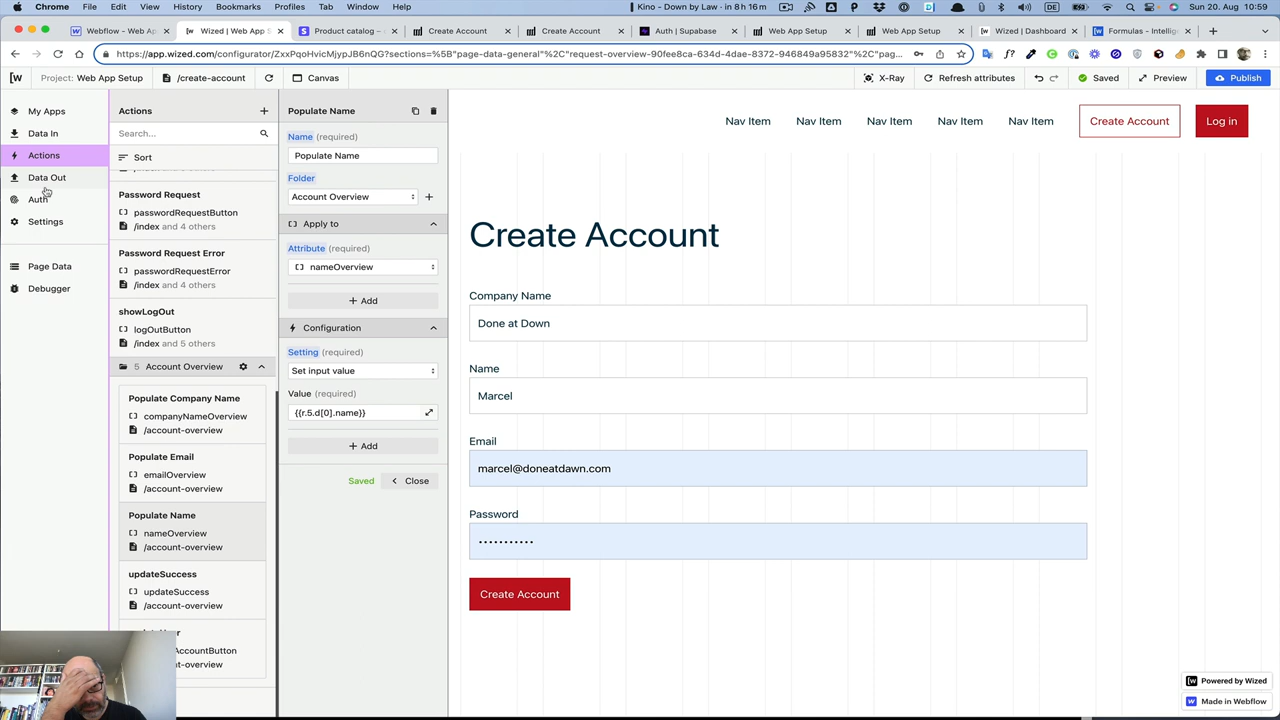 Chrome File Edit View History Bookmarks Profiles Tab Window Help
Kino - Down by Law • in 8 h 16 m
Sun 20. Aug 10:59
Webflow - Web Ap
Wized | Web App S
Product catalog –
Create Account
Create Account
Auth | Supabase
Web App Setup
Web App Setup
Wized | Dashboard
Formulas - Intellige
https://app.wized.com/configurator/ZxxPqoHvicMjypJB6nQG?sections=%5B"page-data-general"%2C"request-overview-90fee8ca-634d-4dae-8372-946849a95832"%2C"pag...
Project: Web App Setup
/create-account
Canvas
X-Ray
Refresh attributes
Saved
Preview
Publish
My Apps
Data In
Actions
Data Out
Auth
Settings
Page Data
Debugger
Actions
Search...
Sort
Password Request
passwordRequestButton
/index and 4 others
Password Request Error
passwordRequestError
/index and 4 others
showLogOut
logOutButton
/index and 5 others
5 Account Overview
Populate Company Name
companyNameOverview
/account-overview
Populate Email
emailOverview
/account-overview
Populate Name
nameOverview
/account-overview
updateSuccess
updateSuccess
/account-overview
AccountButton
/account-overview
Populate Name
Name (required)
Populate Name
Folder
Account Overview
Apply to
Attribute (required)
nameOverview
Add
Configuration
Setting (required)
Set input value
Value (required)
{{r.5.d[0].name}}
Add
Saved
Close
Nav Item Nav Item Nav Item Nav Item Nav Item
Create Account
Log in
Create Account
Company Name
Done at Down
Name
Marcel
Email
marcel@doneatdawn.com
Password
•••••••••••
Create Account
Powered by Wized
Made in Webflow